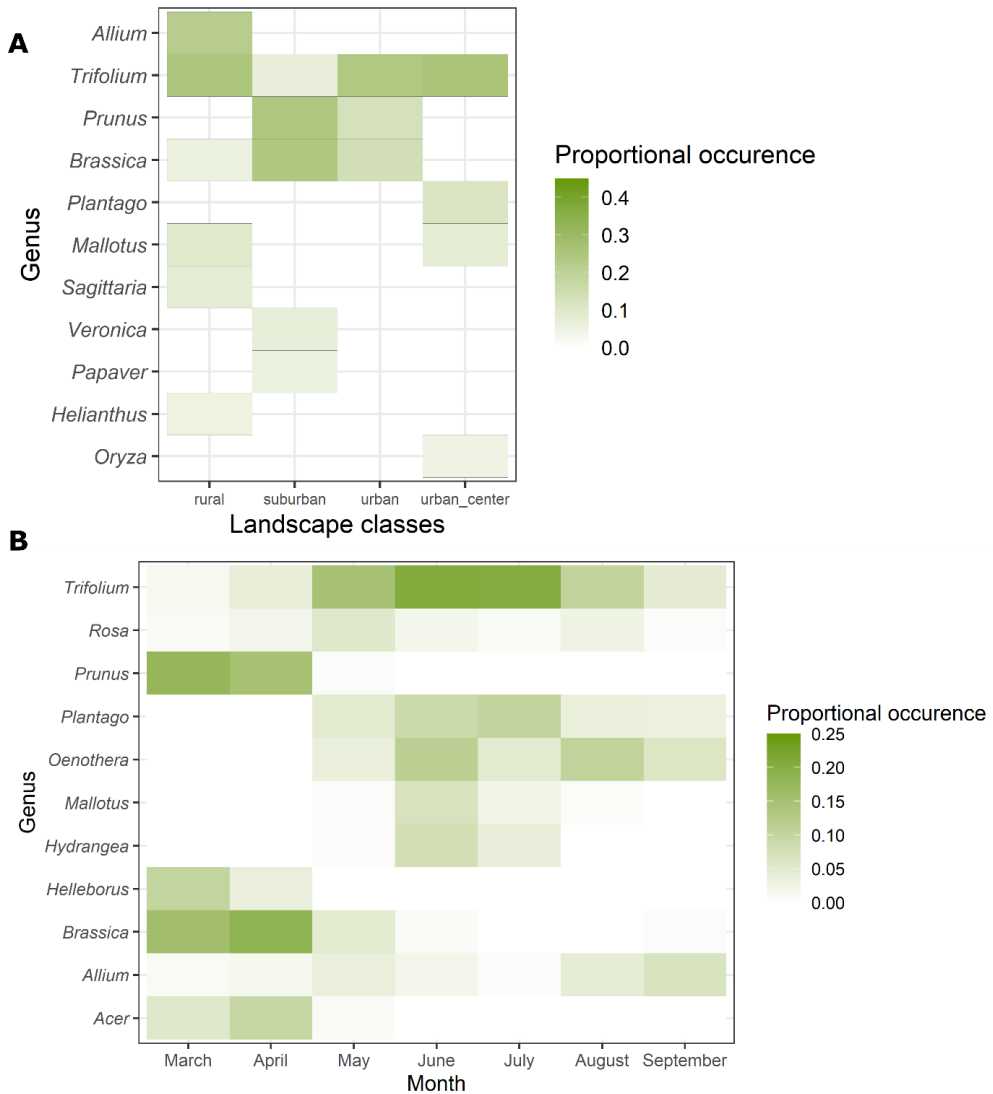 A
Allium
Trifolium
Prunus
Brassica
Plantago
Mallotus
Sagittaria
Veronica
Papaver
Helianthus
Oryza
Genus
rural suburban urban urban_center
Landscape classes
Proportional occurence
0.4
0.3
0.2
0.1
0.0
B
Trifolium
Rosa
Prunus
Plantago
Oenothera
Mallotus
Hydrangea
Helleborus
Brassica
Allium
Acer
Genus
March April May June July August September
Month
Proportional occurence
0.25
0.20
0.15
0.10
0.05
0.00